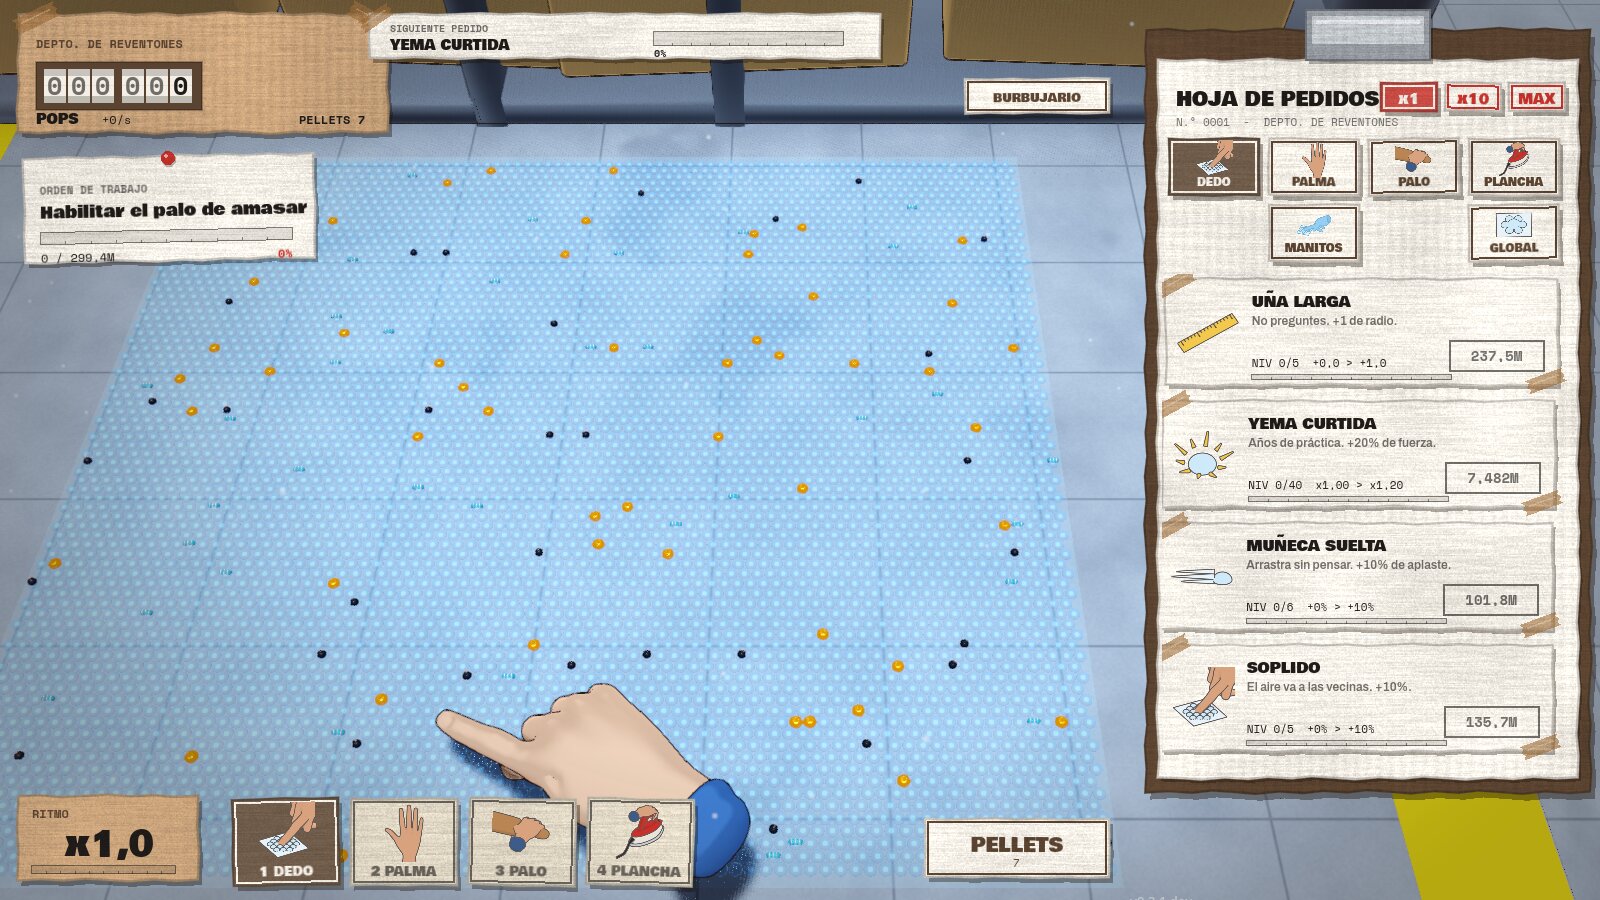 DEPTO. DE REVENTONES
000 000
POPS +0/s PELLETS 7
SIGUIENTE PEDIDO
YEMA CURTIDA
0%
BURBUJARIO
ORDEN DE TRABAJO
Habilitar el palo de amasar
0 / 299,4M 0%
HOJA DE PEDIDOS x1 x10 MAX
N.° 0001 - DEPTO. DE REVENTONES
DEDO PALMA PALO PLANCHA
MANITOS GLOBAL
UÑA LARGA
No preguntes. +1 de radio.
NIV 0/5 +0,0 > +1,0 237,5M
YEMA CURTIDA
Años de práctica. +20% de fuerza.
NIV 0/40 x1,00 > x1,20 7,482M
MUÑECA SUELTA
Arrastra sin pensar. +10% de aplaste.
NIV 0/6 +0% > +10% 101,8M
SOPLIDO
El aire va a las vecinas. +10%.
NIV 0/5 +0% > +10% 135,7M
RITMO
x1,0
1 DEDO 2 PALMA 3 PALO 4 PLANCHA
PELLETS
7